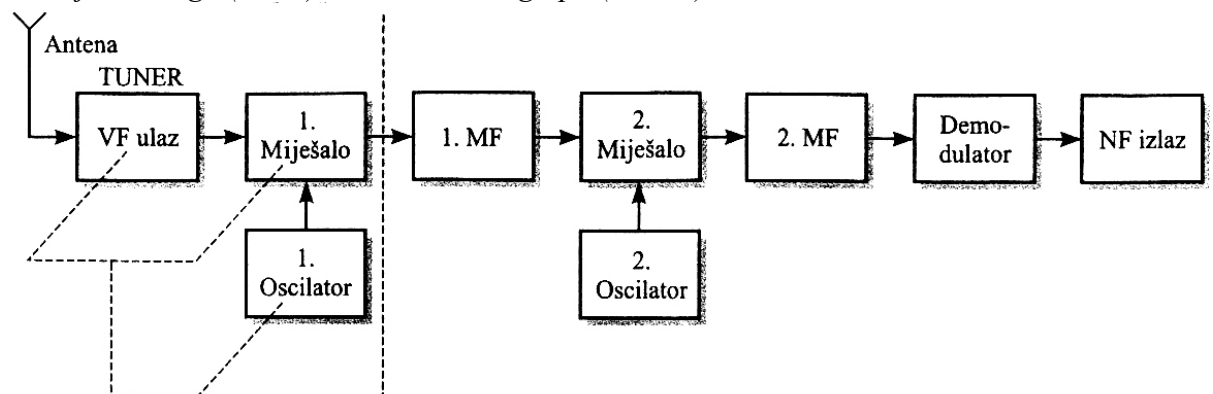 Antena
TUNER
VF ulaz
1.
Miješalo
1. MF
2.
Miješalo
2. MF
Demo-
dulator
NF izlaz
1.
Oscilator
2.
Oscilator